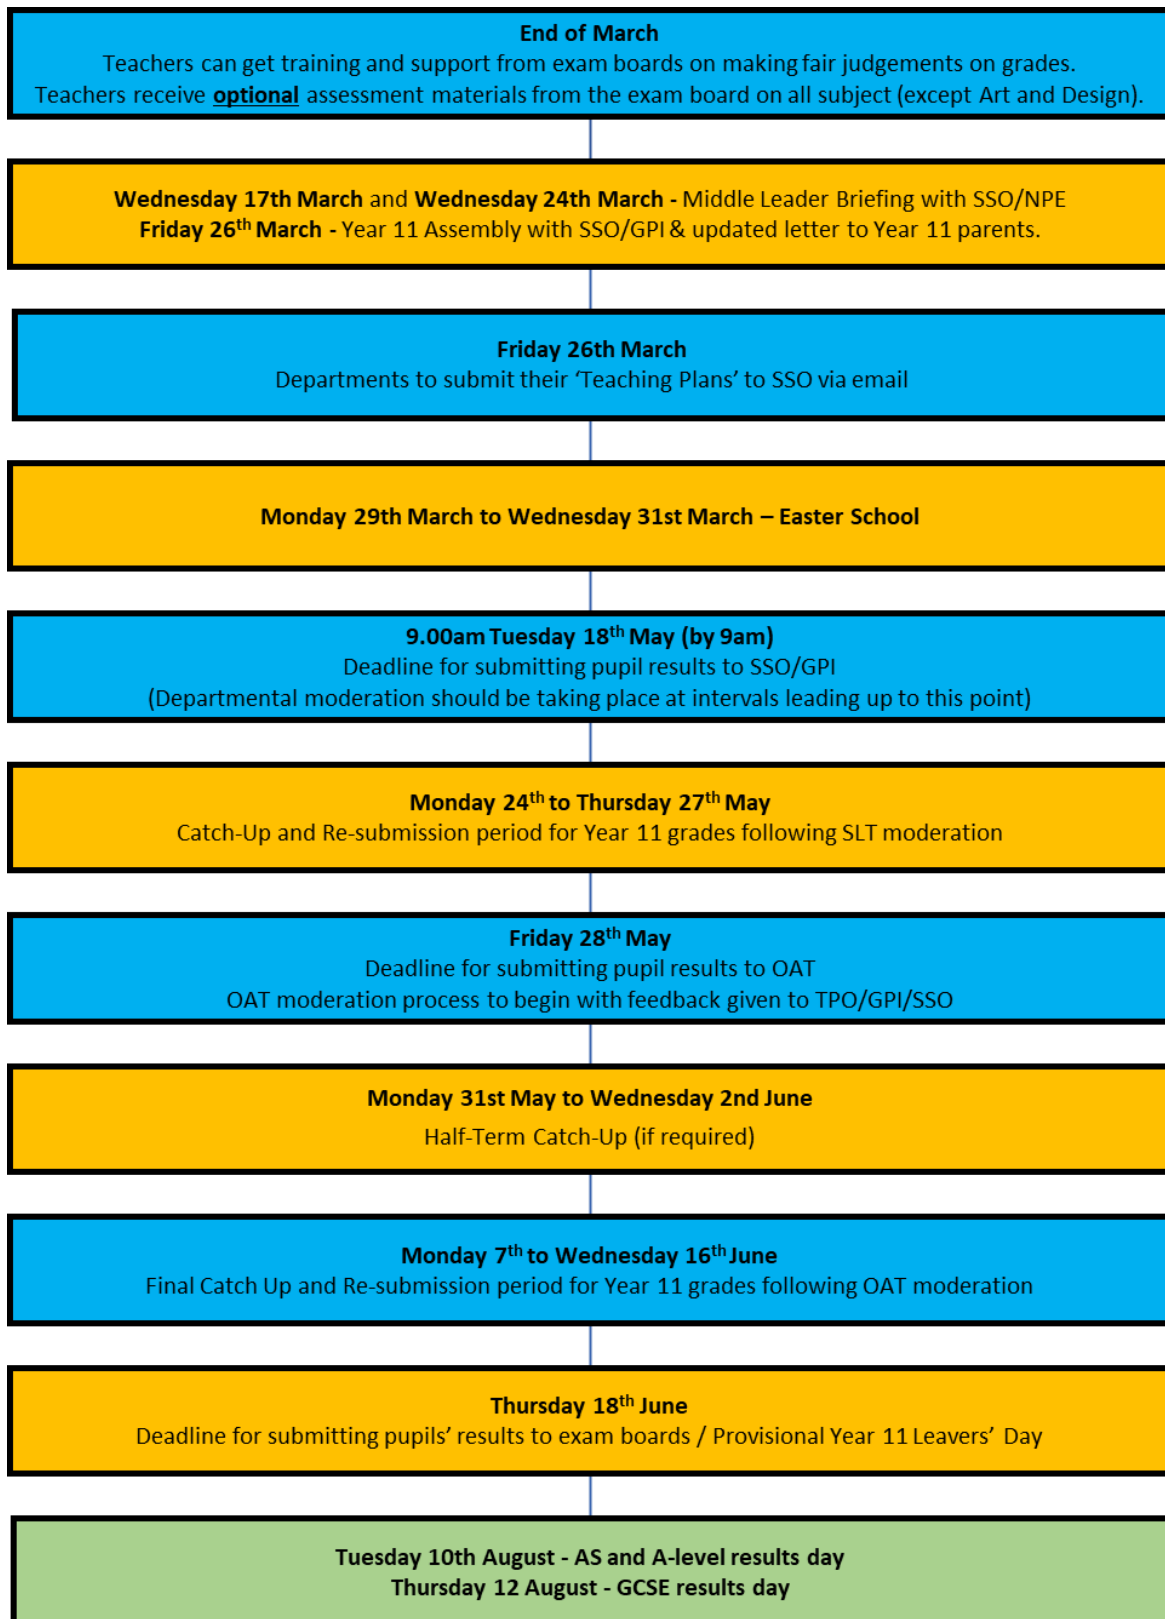 End of March
Teachers can get training and support from exam boards on making fair judgements on grades.
Teachers receive optional assessment materials from the exam board on all subject (except Art and Design).
Wednesday 17th March and Wednesday 24th March - Middle Leader Briefing with SSO/NPE
Friday 26th March - Year 11 Assembly with SSO/GPI & updated letter to Year 11 parents.
Friday 26th March
Departments to submit their ‘Teaching Plans’ to SSO via email
Monday 29th March to Wednesday 31st March – Easter School
9.00am Tuesday 18th May (by 9am)
Deadline for submitting pupil results to SSO/GPI
(Departmental moderation should be taking place at intervals leading up to this point)
Monday 24th to Thursday 27th May
Catch-Up and Re-submission period for Year 11 grades following SLT moderation
Friday 28th May
Deadline for submitting pupil results to OAT
OAT moderation process to begin with feedback given to TPO/GPI/SSO
Monday 31st May to Wednesday 2nd June
Half-Term Catch-Up (if required)
Monday 7th to Wednesday 16th June
Final Catch Up and Re-submission period for Year 11 grades following OAT moderation
Thursday 18th June
Deadline for submitting pupils’ results to exam boards / Provisional Year 11 Leavers’ Day
Tuesday 10th August - AS and A-level results day
Thursday 12 August - GCSE results day